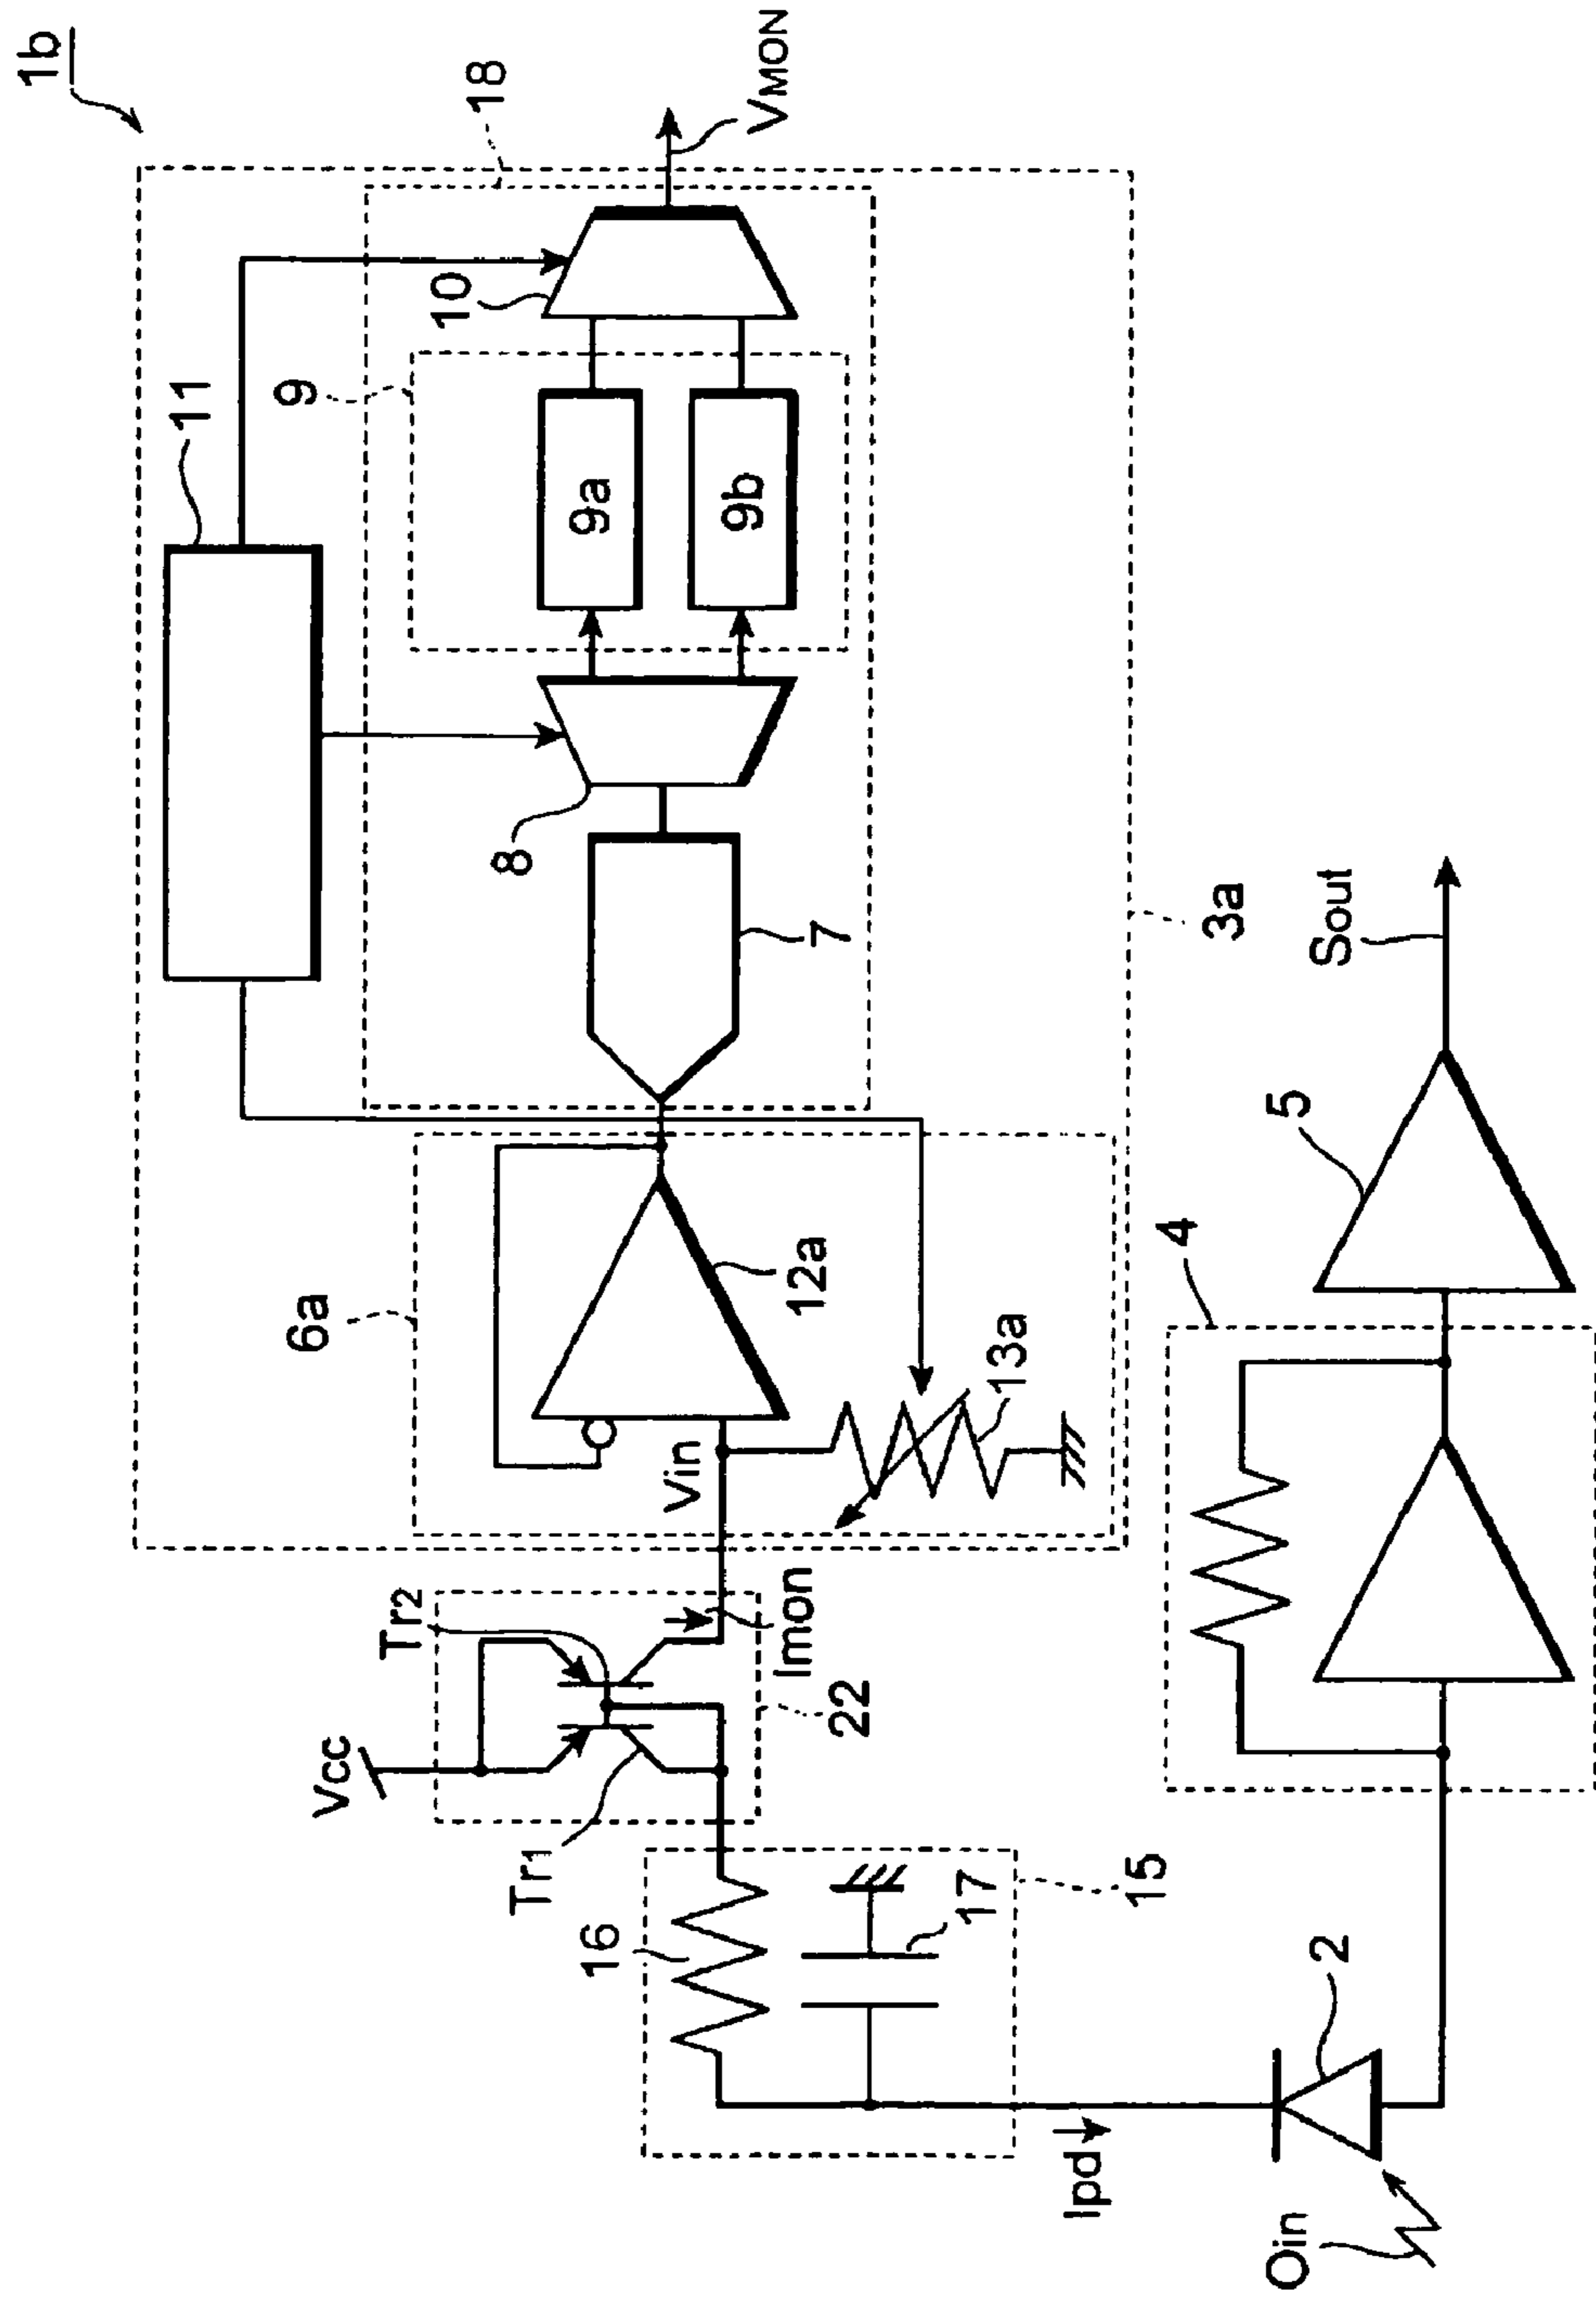 1b
18
VMON
11
10
9
9a
9b
8
7
3a
6a
12a
Vin
13a
Tr2
Imon
Vcc
22
Tr1
16
17
15
Sout
5
4
2
Ipd
Oin